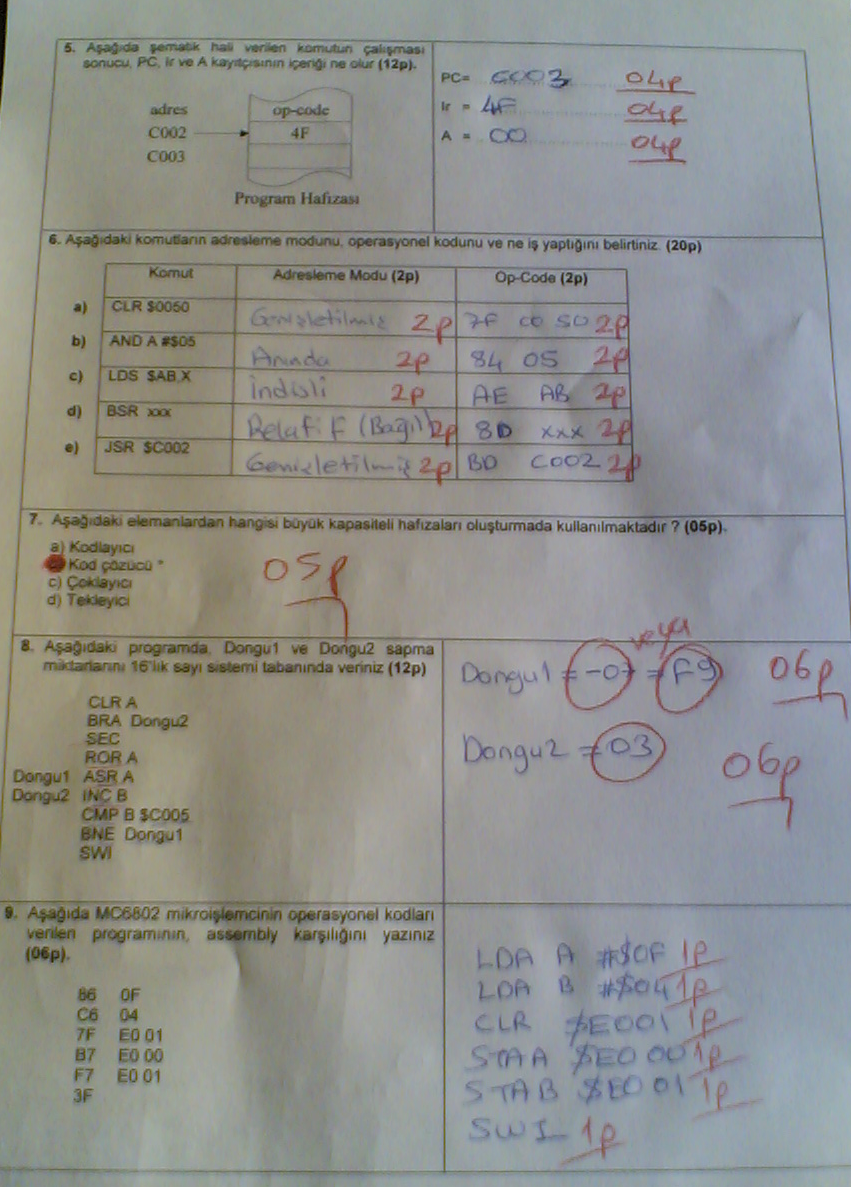 5. Aşağıda şematik hali verilen komutun çalışması
sonucu, PC, Ir ve A kayıtçısının içeriği ne olur (12p).
adres op-code
C002 4F
C003
Program Hafızası
PC= C003 04p
Ir = 4F 04p
A = 00 04p
6. Aşağıdaki komutların adresleme modunu, operasyonel kodunu ve ne iş yaptığını belirtiniz. (20p)
Komut Adresleme Modu (2p) Op-Code (2p)
a) CLR $0050 Genişletilmiş 2p 7F 00 50 2p
b) AND A #$05 Anında 2p 84 05 2p
c) LDS $AB,X İndisli 2p AE AB 2p
d) BSR xxx Relatif (Bağıl) 2p 8D xxx 2p
e) JSR $C002 Genişletilmiş 2p BD C002 2p
7. Aşağıdaki elemanlardan hangisi büyük kapasiteli hafızaları oluşturmada kullanılmaktadır ? (05p).
a) Kodlayıcı
Kod çözücü *
c) Çoklayıcı
d) Tekleyici
05p
8. Aşağıdaki programda, Dongu1 ve Dongu2 sapma
miktarlarını 16'lık sayı sistemi tabanında veriniz (12p)
CLR A
BRA Dongu2
SEC
ROR A
Dongu1 ASR A
Dongu2 INC B
CMP B $C005
BNE Dongu1
SWI
veya
Dongu1 = -07 = F9 06p
Dongu2 = 03 06p
9. Aşağıda MC6802 mikroişlemcinin operasyonel kodları
verilen programının, assembly karşılığını yazınız
(06p).
86 0F
C6 04
7F E0 01
B7 E0 00
F7 E0 01
3F
LDA A #$0F 1p
LDA B #$04 1p
CLR $E001 1p
STA A $E0 00 1p
STA B $E0 01 1p
SWI 1p